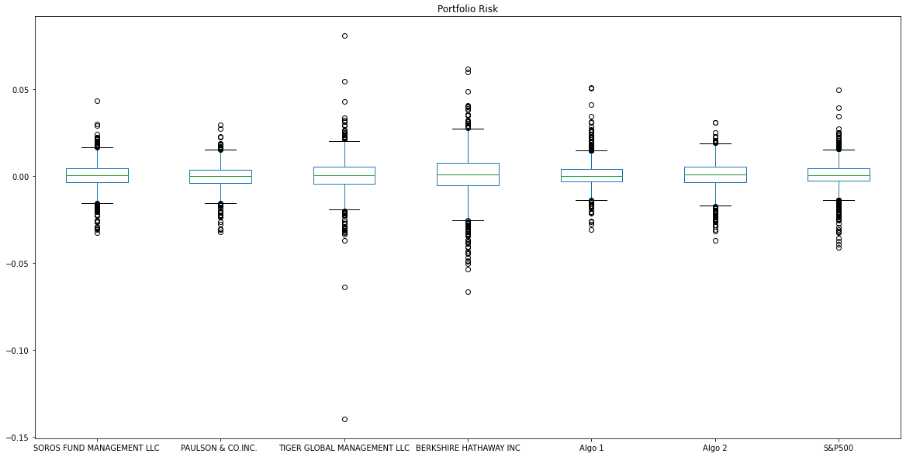 Portfolio Risk
0.05
0.00
−0.05
−0.10
−0.15
SOROS FUND MANAGEMENT LLC PAULSON & CO.INC. TIGER GLOBAL MANAGEMENT LLC BERKSHIRE HATHAWAY INC Algo 1 Algo 2 S&P500